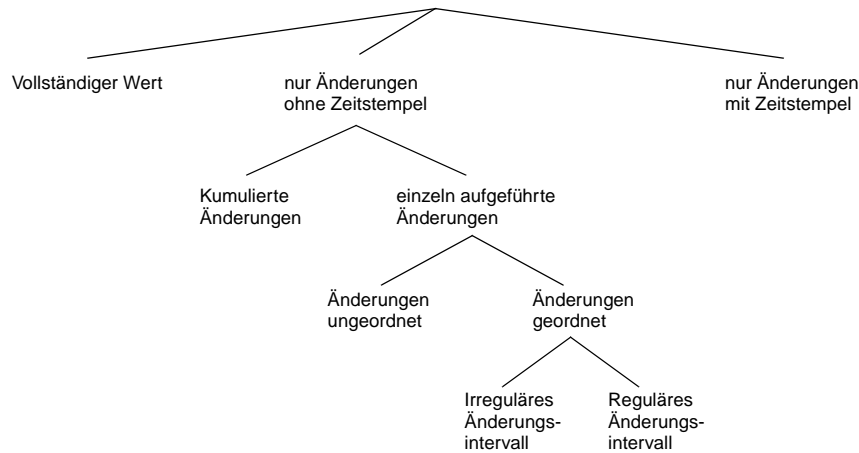 Vollständiger Wert
nur Änderungen
ohne Zeitstempel
nur Änderungen
mit Zeitstempel
Kumulierte
Änderungen
einzeln aufgeführte
Änderungen
Änderungen
ungeordnet
Änderungen
geordnet
Irreguläres
Änderungs-
intervall
Reguläres
Änderungs-
intervall